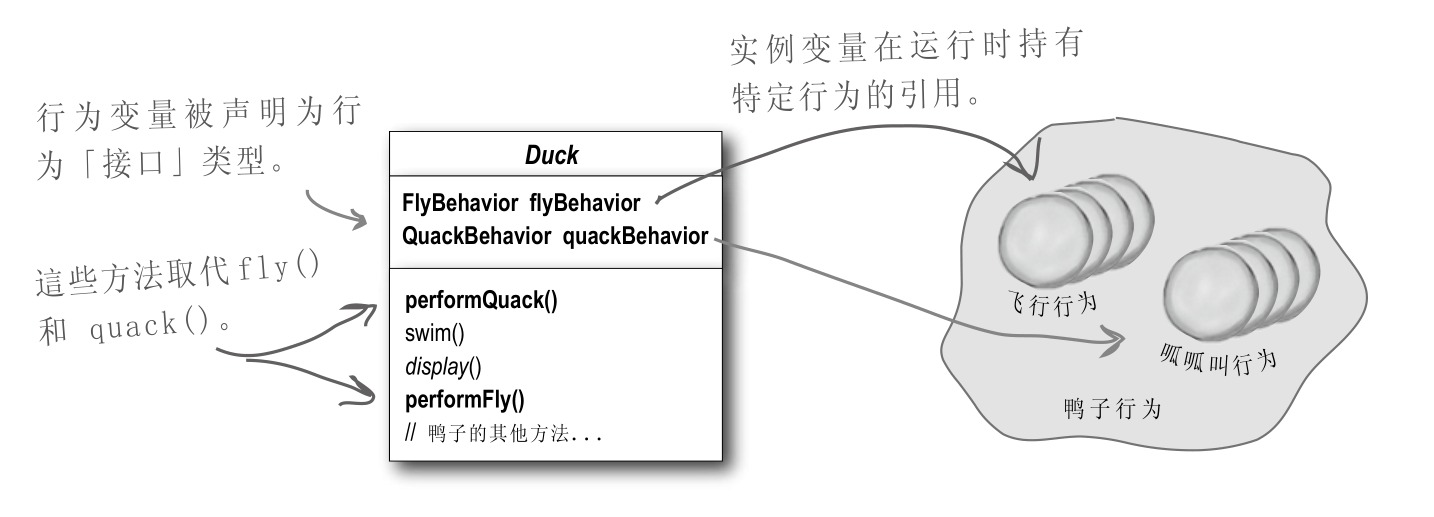 实例变量在运行时持有
特定行为的引用。
行为变量被声明为行
为「接口」类型。
這些方法取代fly()
和 quack()。
Duck
FlyBehavior flyBehavior
QuackBehavior quackBehavior
performQuack()
swim()
display()
performFly()
// 鸭子的其他方法...
飞行行为
呱呱叫行为
鸭子行为